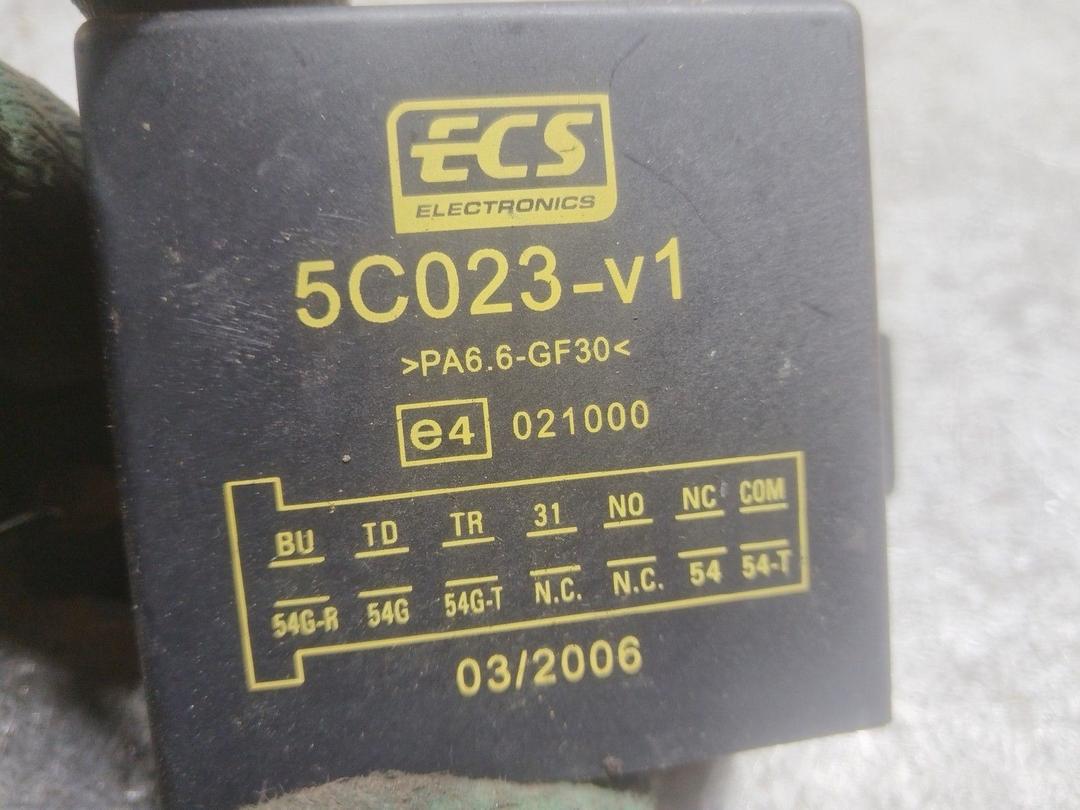 ECS
ELECTRONICS
5C023-v1
>PA6.6-GF30<
e4 021000
BU TD TR 31 NO NC COM
54G-R 54G 54G-T N.C. N.C. 54 54-T
03/2006